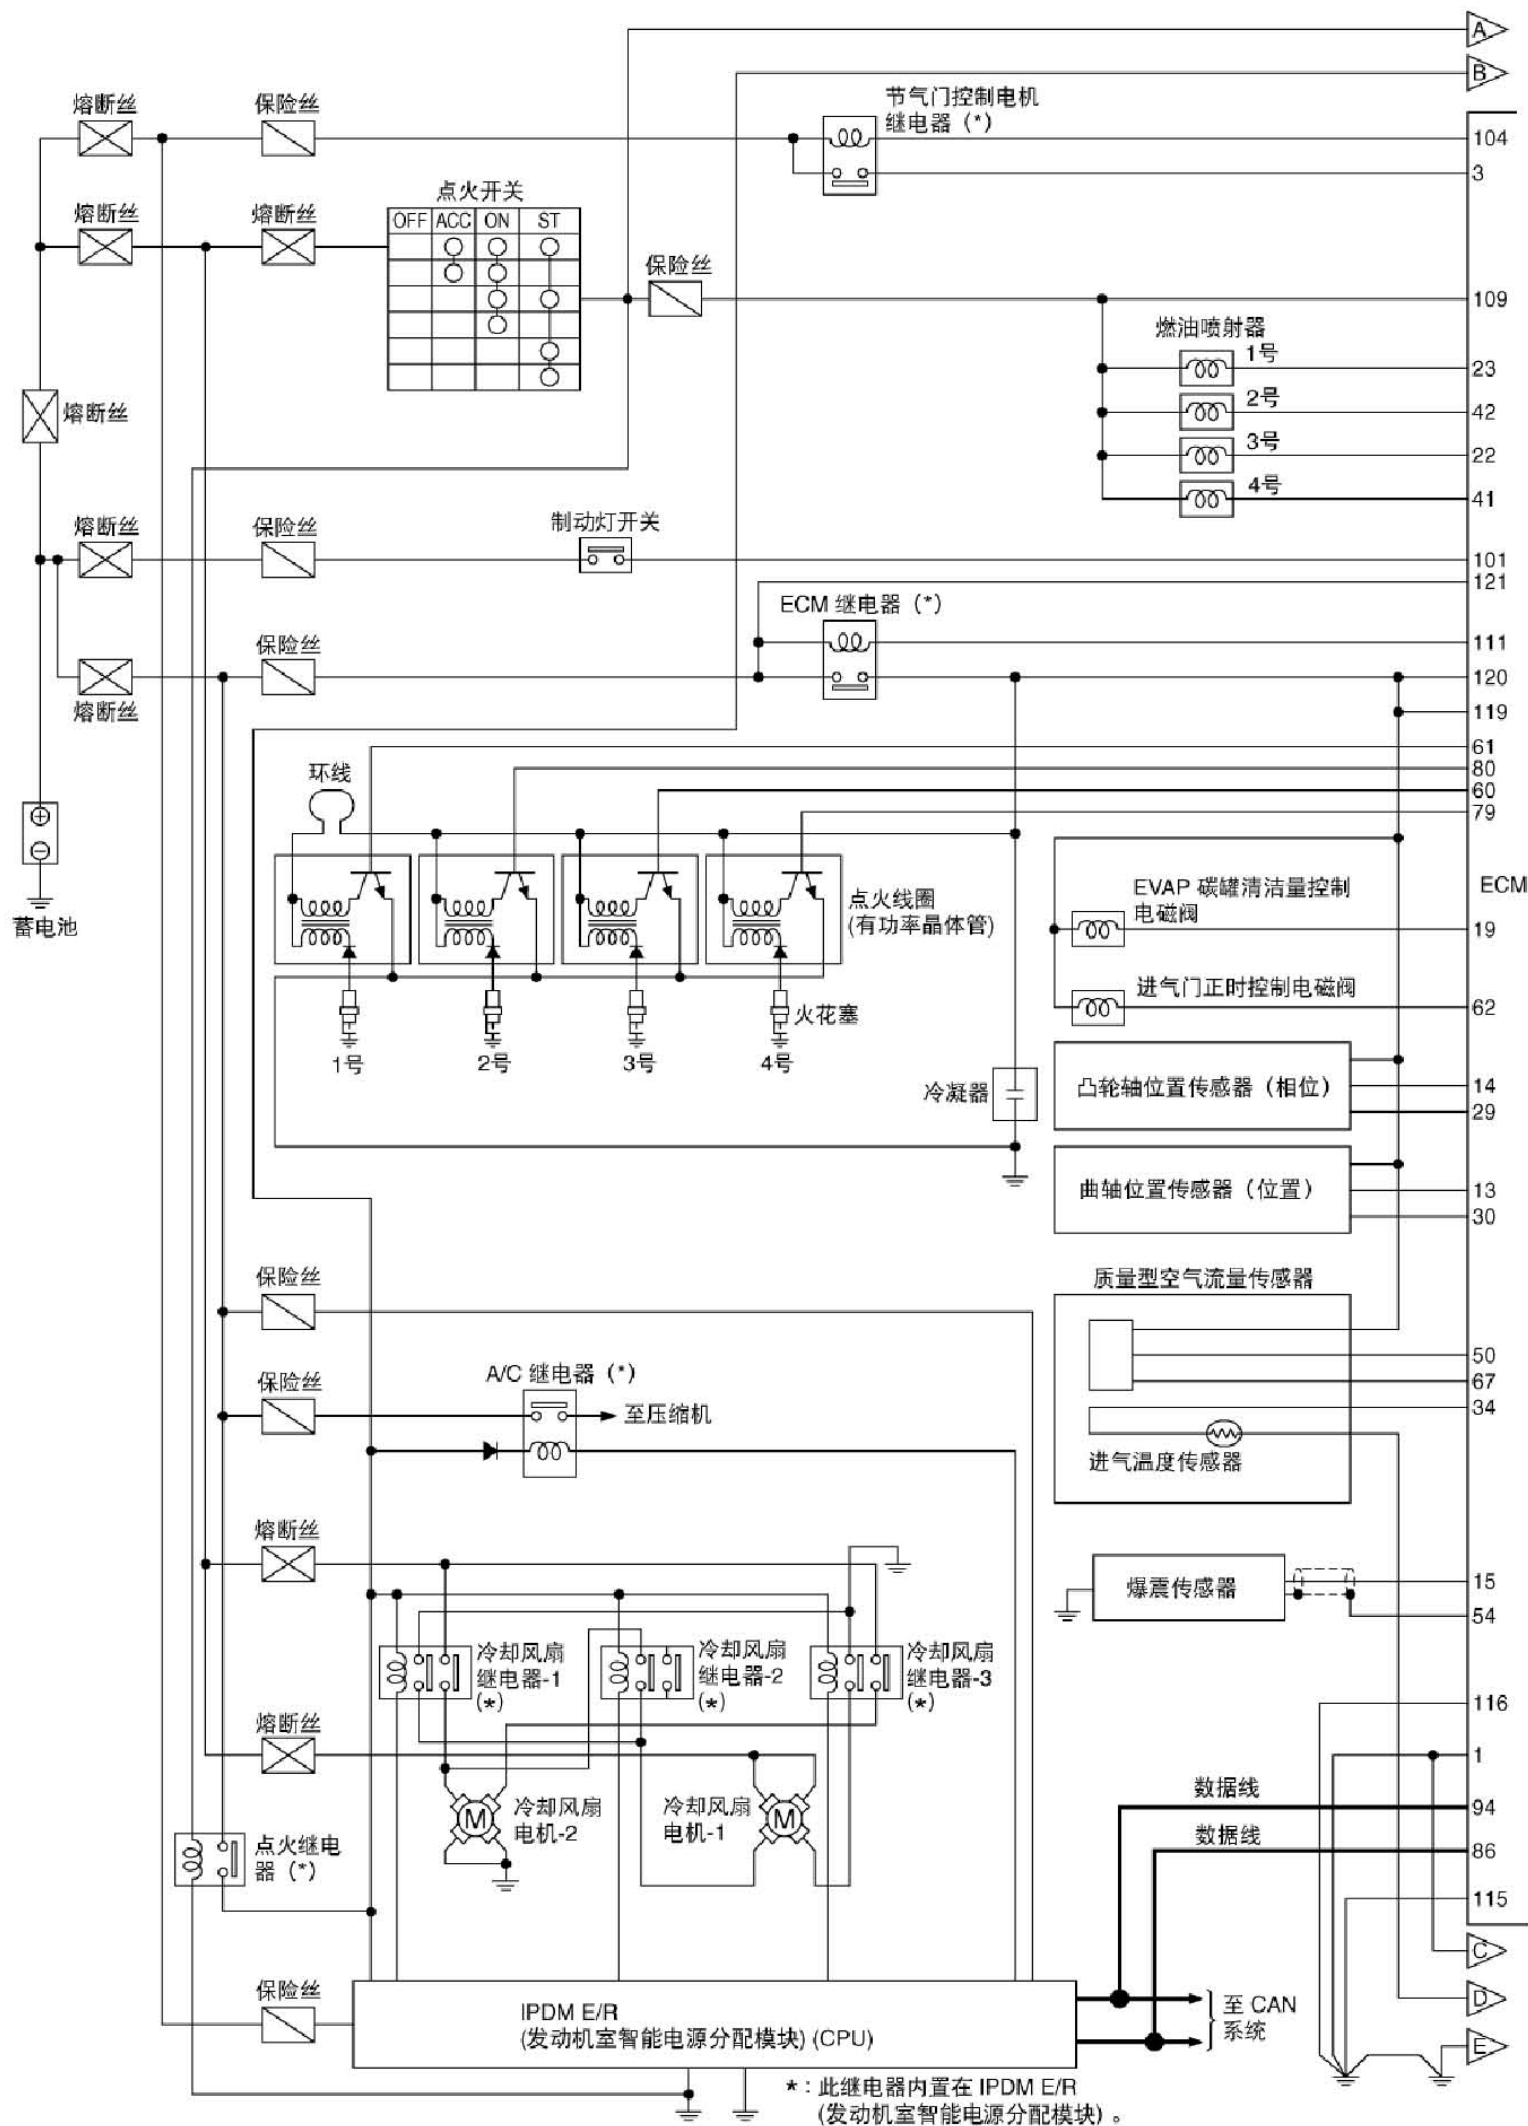 A
B
熔断丝
保险丝
节气门控制电机
继电器（*）
104
3
熔断丝
熔断丝
点火开关
OFF ACC ON ST
保险丝
109
燃油喷射器
1号
23
2号
42
3号
22
4号
41
熔断丝
熔断丝
保险丝
制动灯开关
101
121
ECM 继电器（*）
保险丝
111
120
熔断丝
119
61
80
60
79
环线
蓄电池
点火线圈
(有功率晶体管)
EVAP 碳罐清洁量控制
电磁阀
ECM
19
进气门正时控制电磁阀
62
火花塞
1号
2号
3号
4号
冷凝器
凸轮轴位置传感器（相位）
14
29
曲轴位置传感器（位置）
13
30
保险丝
质量型空气流量传感器
50
67
34
进气温度传感器
保险丝
A/C 继电器（*）
至压缩机
熔断丝
爆震传感器
15
54
冷却风扇
继电器-1
(*)
冷却风扇
继电器-2
(*)
冷却风扇
继电器-3
(*)
116
熔断丝
1
数据线
94
M
冷却风扇
电机-2
冷却风扇
电机-1
M
数据线
86
点火继电
器（*）
115
C
保险丝
IPDM E/R
(发动机室智能电源分配模块) (CPU)
至 CAN
系统
D
E
*：此继电器内置在 IPDM E/R
(发动机室智能电源分配模块) 。